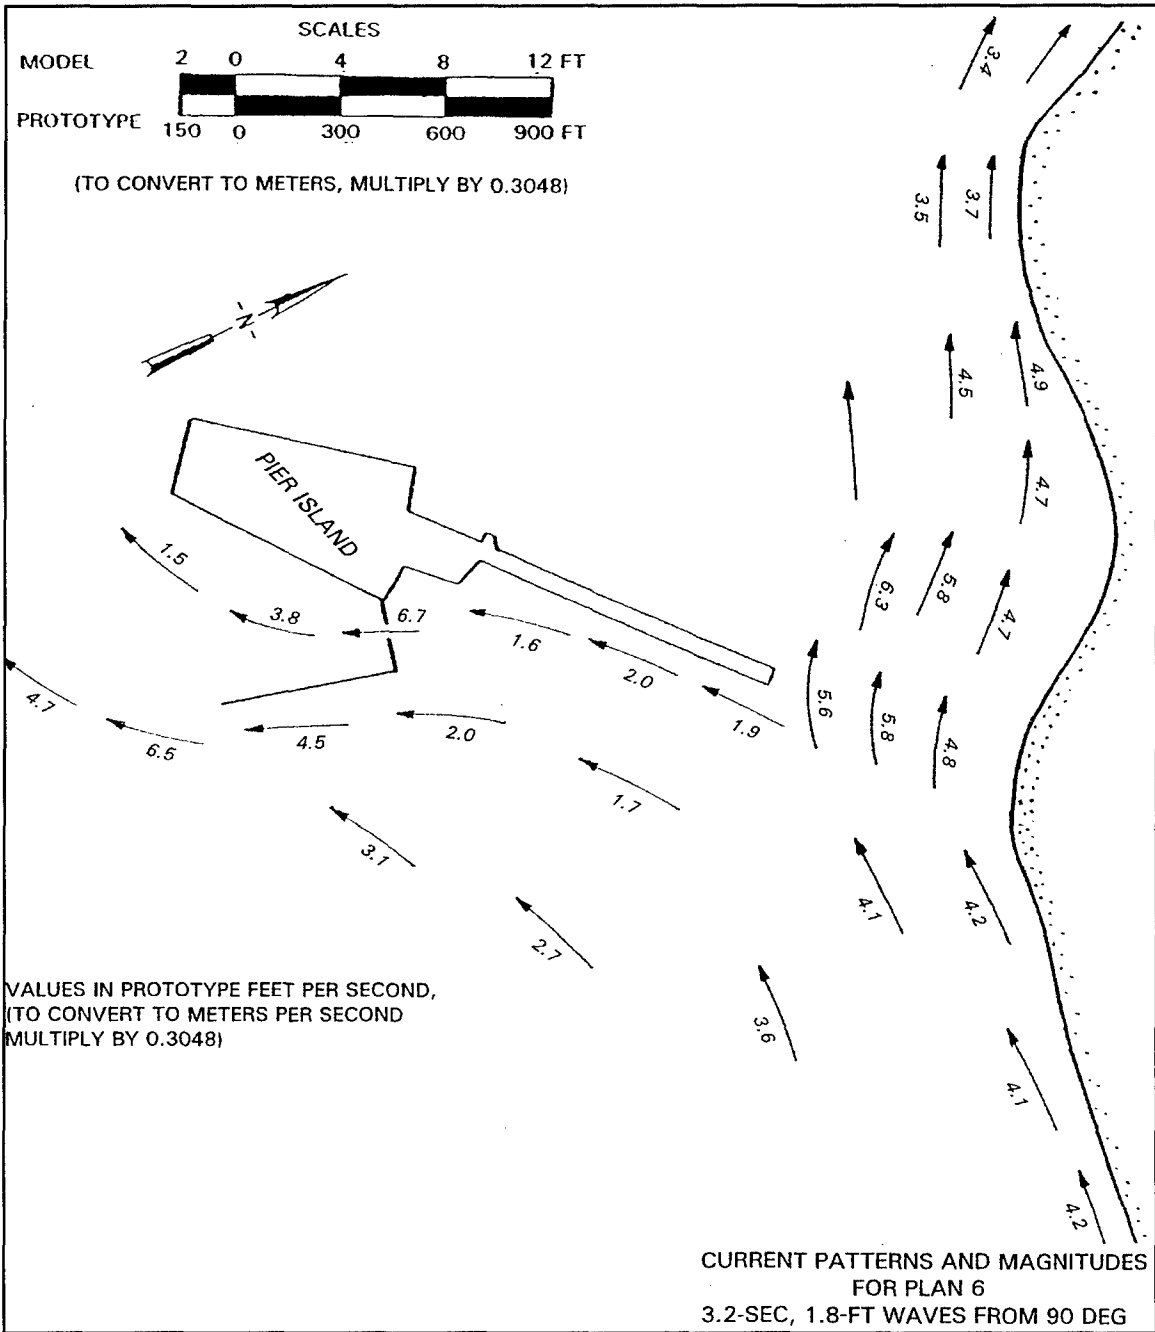 SCALES
MODEL 2 0 4 8 12 FT
PROTOTYPE 150 0 300 600 900 FT
(TO CONVERT TO METERS, MULTIPLY BY 0.3048)
3.4
3.5
3.7
-N-
4.5
4.9
PIER ISLAND
4.7
1.5
3.8
6.7
1.6
2.0
1.9
6.3
5.8
4.7
5.6
5.8
4.8
4.7
6.5
4.5
2.0
1.7
3.1
4.1
4.2
2.7
VALUES IN PROTOTYPE FEET PER SECOND,
(TO CONVERT TO METERS PER SECOND
MULTIPLY BY 0.3048)
3.6
4.1
4.2
CURRENT PATTERNS AND MAGNITUDES
FOR PLAN 6
3.2-SEC, 1.8-FT WAVES FROM 90 DEG